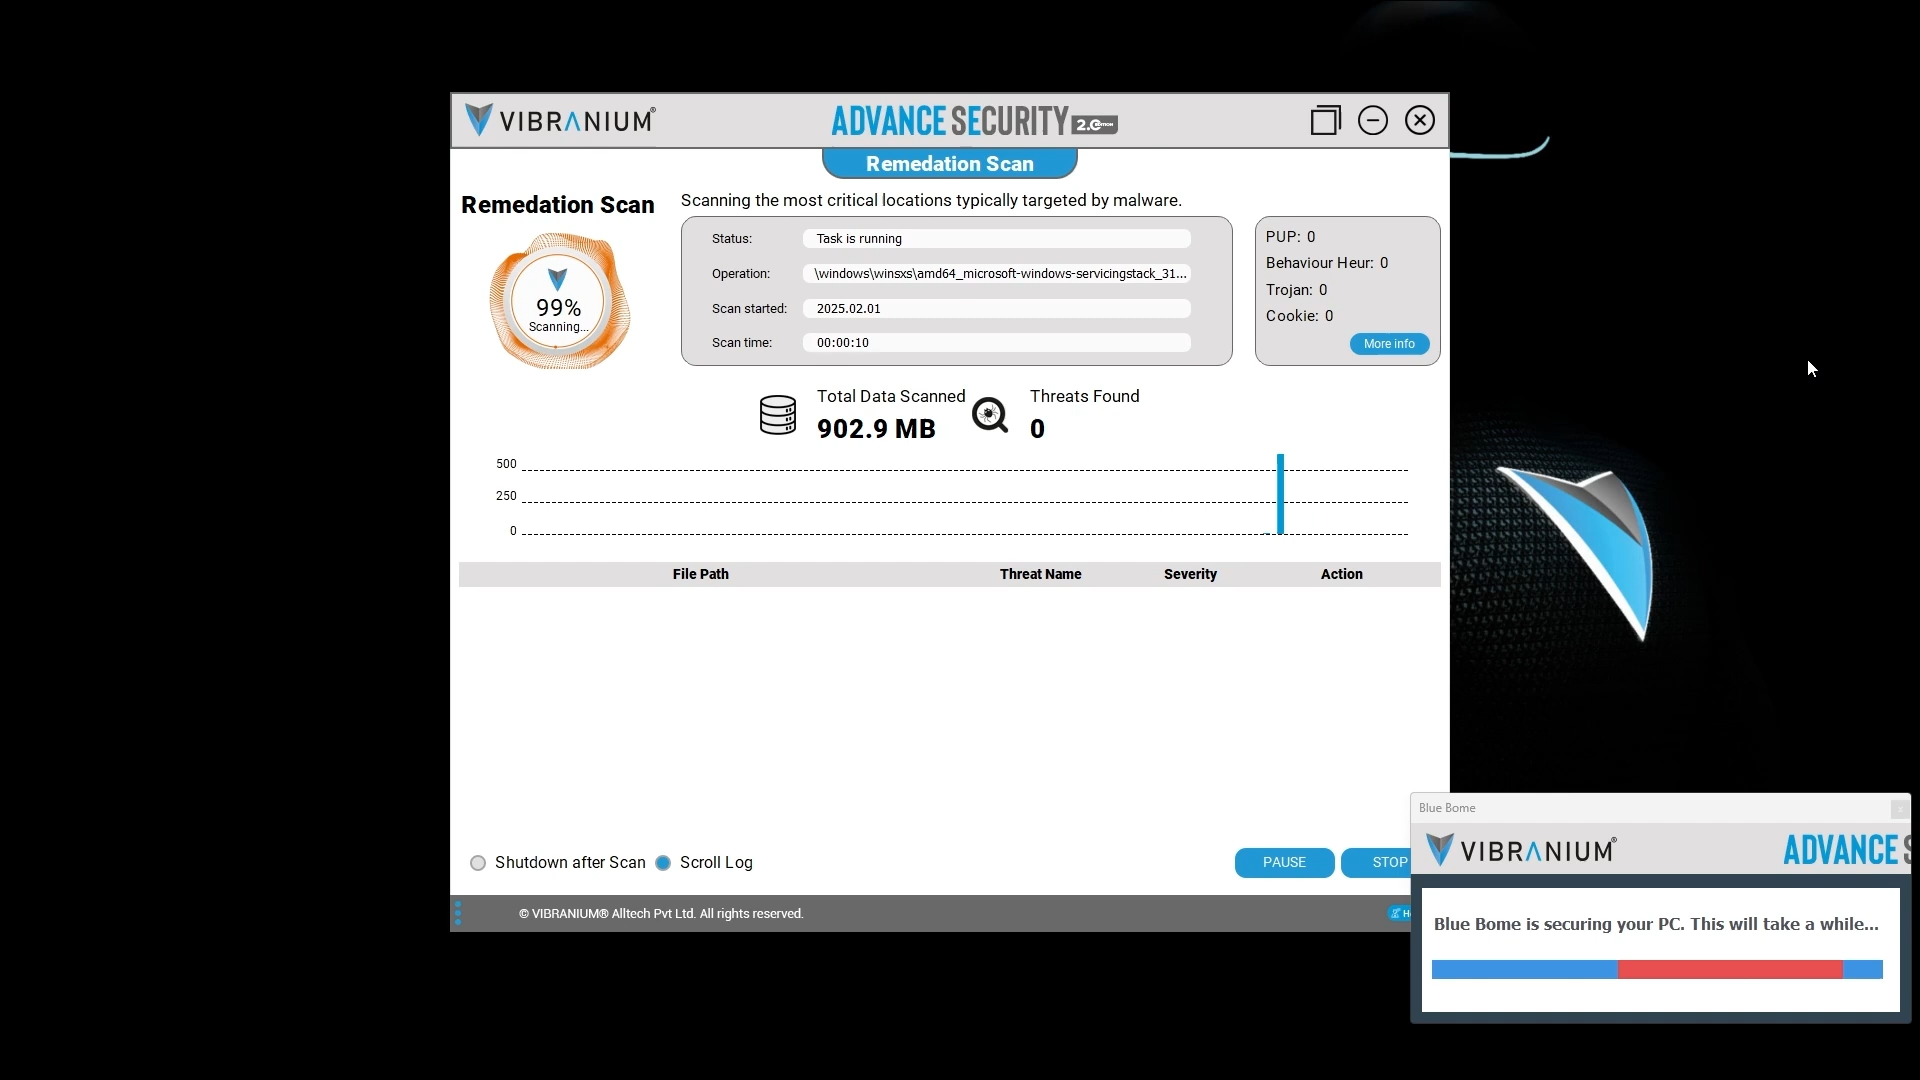 VIBRANIUM®
ADVANCE SECURITY 2.0 EDITION
Remedation Scan
Remedation Scan
Scanning the most critical locations typically targeted by malware.
99%
Scanning...
Status: Task is running
Operation: \windows\winsxs\amd64_microsoft-windows-servicingstack_31...
Scan started: 2025.02.01
Scan time: 00:00:10
PUP: 0
Behaviour Heur: 0
Trojan: 0
Cookie: 0
More info
Total Data Scanned
902.9 MB
Threats Found
0
500
250
0
File Path Threat Name Severity Action
Shutdown after Scan Scroll Log PAUSE STOP
© VIBRANIUM® Alltech Pvt Ltd. All rights reserved.
Blue Bome
VIBRANIUM®
ADVANCE S
Blue Bome is securing your PC. This will take a while...